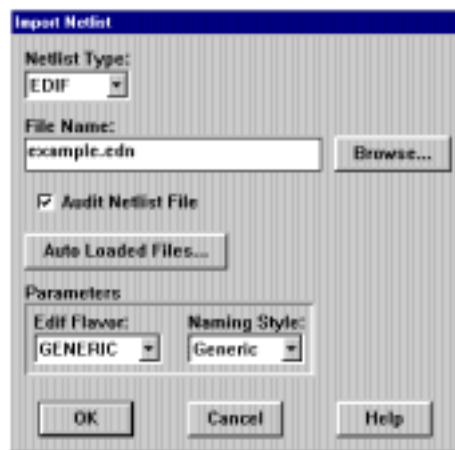 Import Netlist
Netlist Type:
EDIF
File Name:
example.edn
Browse...
Audit Netlist File
Auto Loaded Files...
Parameters
Edif Flavor: Naming Style:
GENERIC Generic
OK Cancel Help